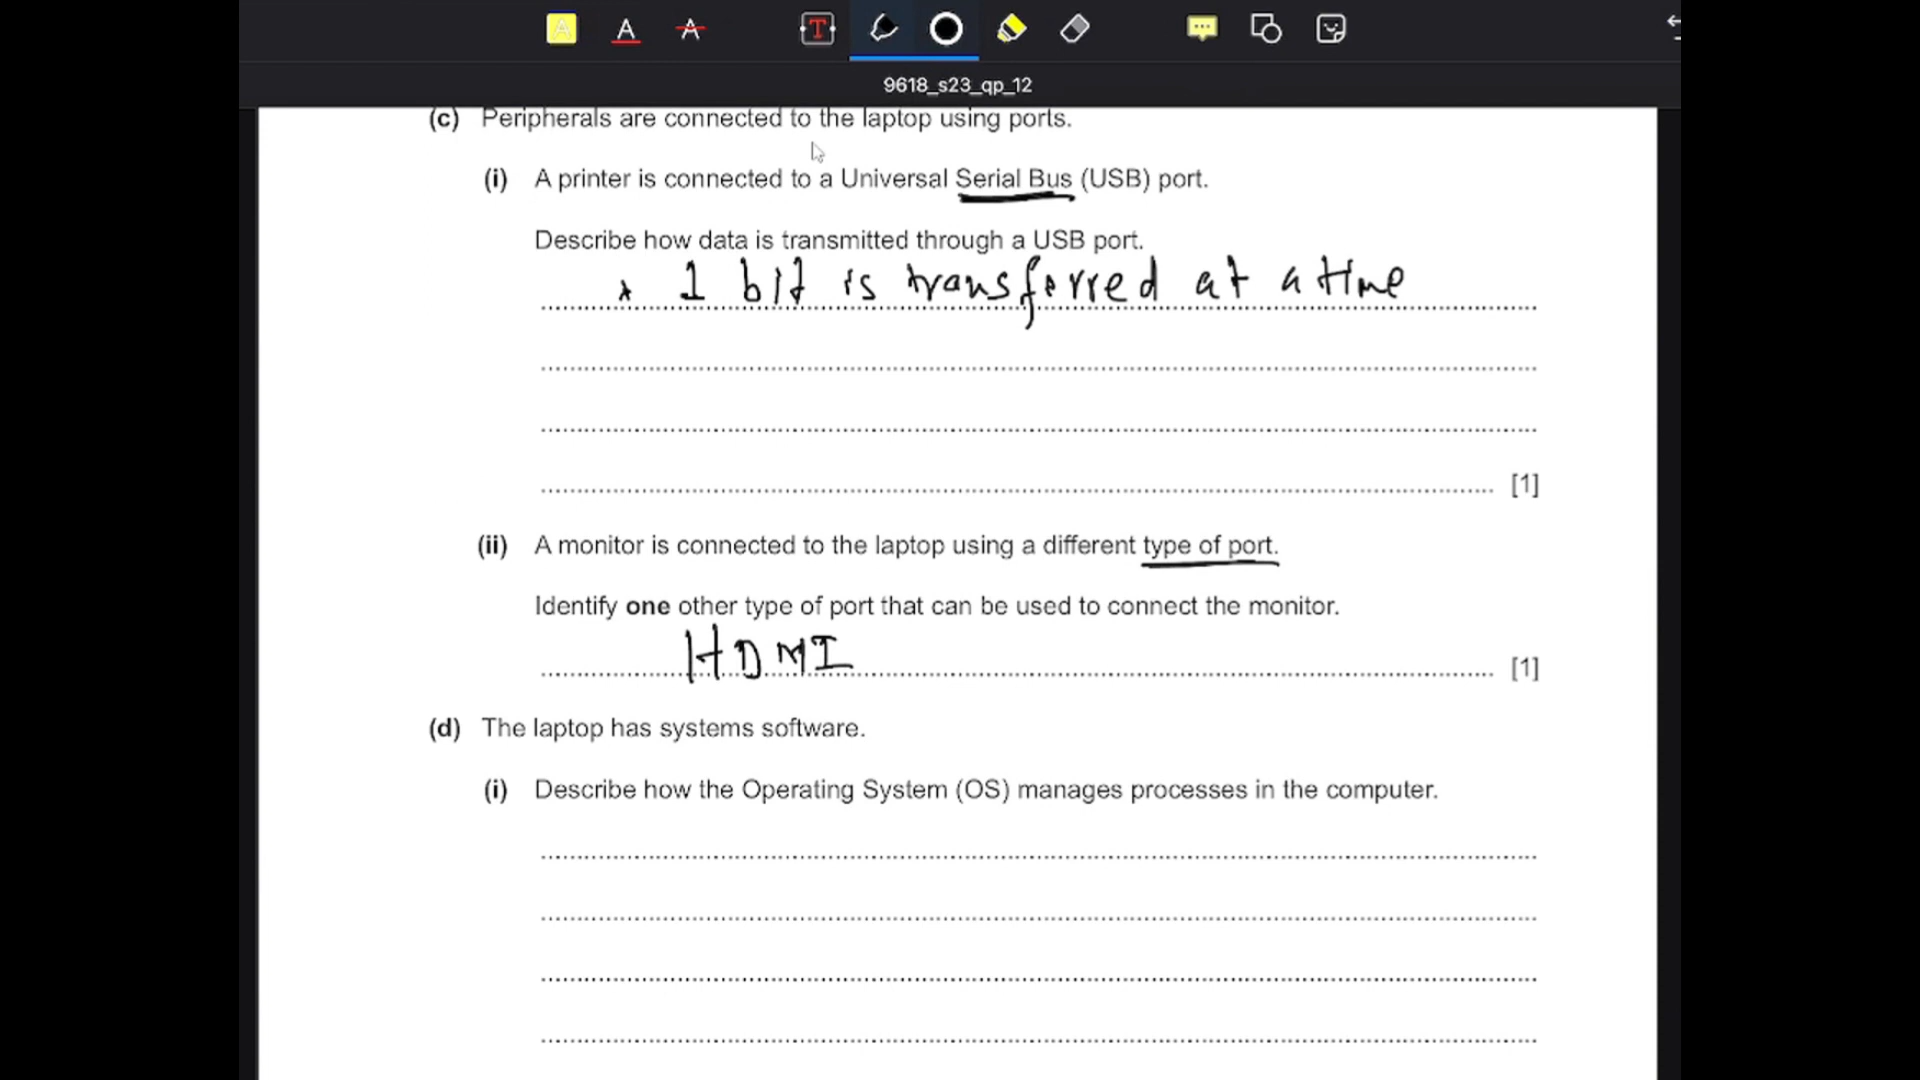 A A A T
9618_s23_qp_12
(c) Peripherals are connected to the laptop using ports.
(i) A printer is connected to a Universal Serial Bus (USB) port.
Describe how data is transmitted through a USB port.
* 1 bit is transferred at a time
[1]
(ii) A monitor is connected to the laptop using a different type of port.
Identify one other type of port that can be used to connect the monitor.
HDMI
[1]
(d) The laptop has systems software.
(i) Describe how the Operating System (OS) manages processes in the computer.